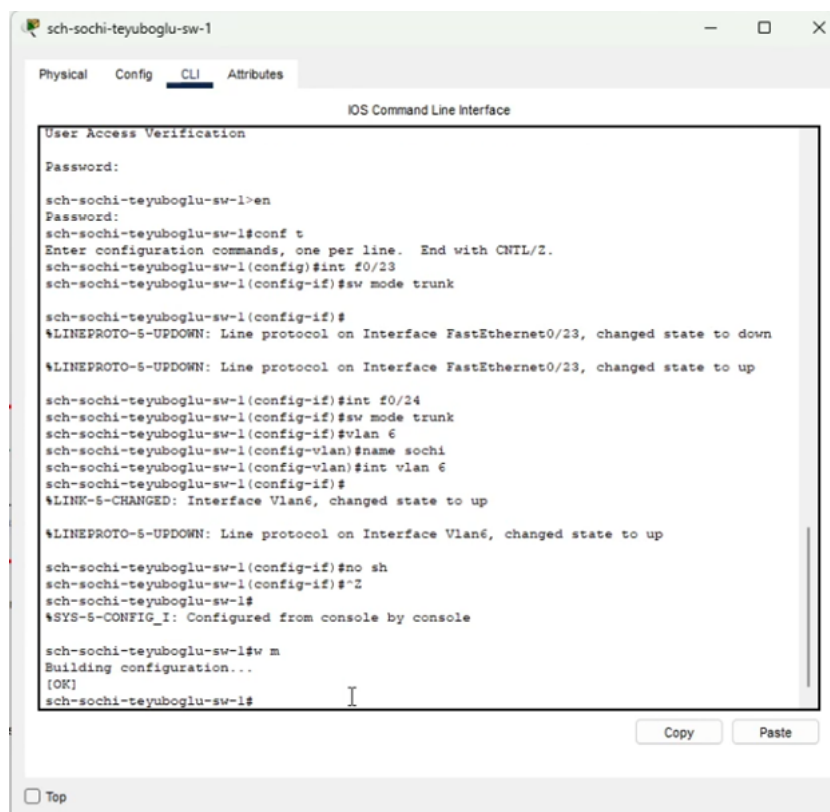 sch-sochi-teyuboglu-sw-1
Physical Config CLI Attributes
IOS Command Line Interface
User Access Verification
Password:
sch-sochi-teyuboglu-sw-1>en
Password:
sch-sochi-teyuboglu-sw-1#conf t
Enter configuration commands, one per line.  End with CNTL/Z.
sch-sochi-teyuboglu-sw-1(config)#int f0/23
sch-sochi-teyuboglu-sw-1(config-if)#sw mode trunk
sch-sochi-teyuboglu-sw-1(config-if)#
%LINEPROTO-5-UPDOWN: Line protocol on Interface FastEthernet0/23, changed state to down
%LINEPROTO-5-UPDOWN: Line protocol on Interface FastEthernet0/23, changed state to up
sch-sochi-teyuboglu-sw-1(config-if)#int f0/24
sch-sochi-teyuboglu-sw-1(config-if)#sw mode trunk
sch-sochi-teyuboglu-sw-1(config-if)#vlan 6
sch-sochi-teyuboglu-sw-1(config-vlan)#name sochi
sch-sochi-teyuboglu-sw-1(config-vlan)#int vlan 6
sch-sochi-teyuboglu-sw-1(config-if)#
%LINK-5-CHANGED: Interface Vlan6, changed state to up
%LINEPROTO-5-UPDOWN: Line protocol on Interface Vlan6, changed state to up
sch-sochi-teyuboglu-sw-1(config-if)#no sh
sch-sochi-teyuboglu-sw-1(config-if)#^Z
sch-sochi-teyuboglu-sw-1#
%SYS-5-CONFIG_I: Configured from console by console
sch-sochi-teyuboglu-sw-1#w m
Building configuration...
[OK]
sch-sochi-teyuboglu-sw-1#
Copy Paste
Top